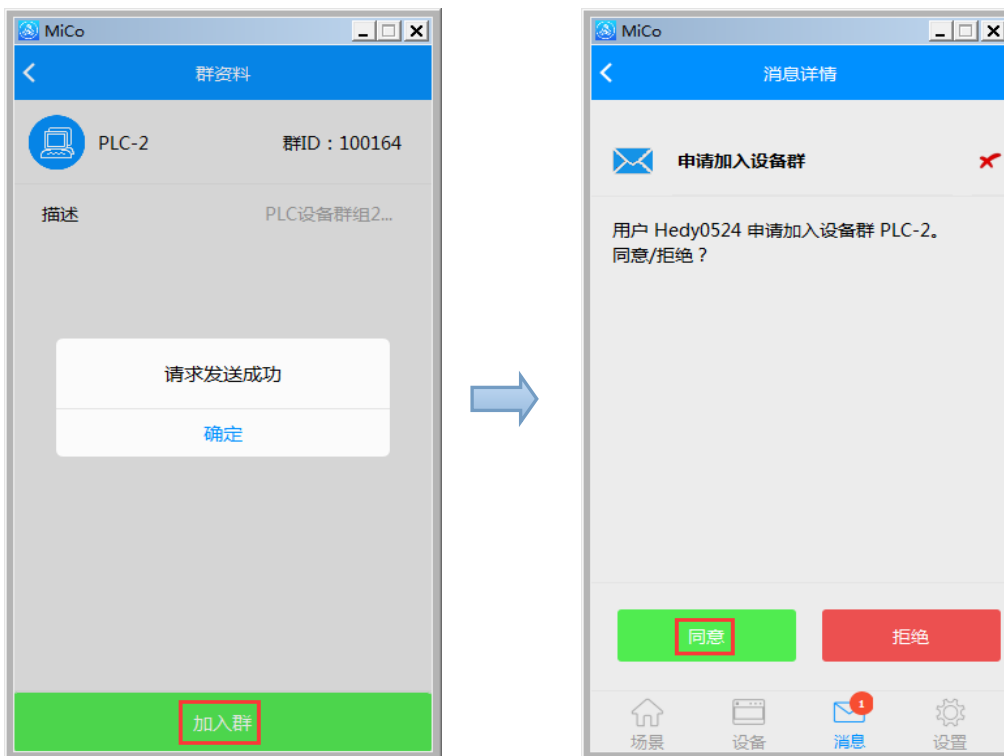 MiCo
群资料
PLC-2 群ID：100164
描述 PLC设备群组2...
请求发送成功
确定
加入群
MiCo
消息详情
申请加入设备群
用户 Hedy0524 申请加入设备群 PLC-2。
同意/拒绝？
同意 拒绝
1
场景 设备 消息 设置